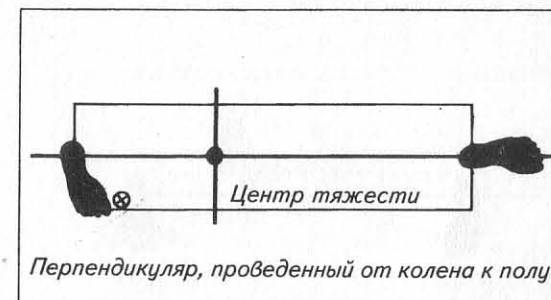 Центр тяжести
Перпендикуляр, проведенный от колена к полу